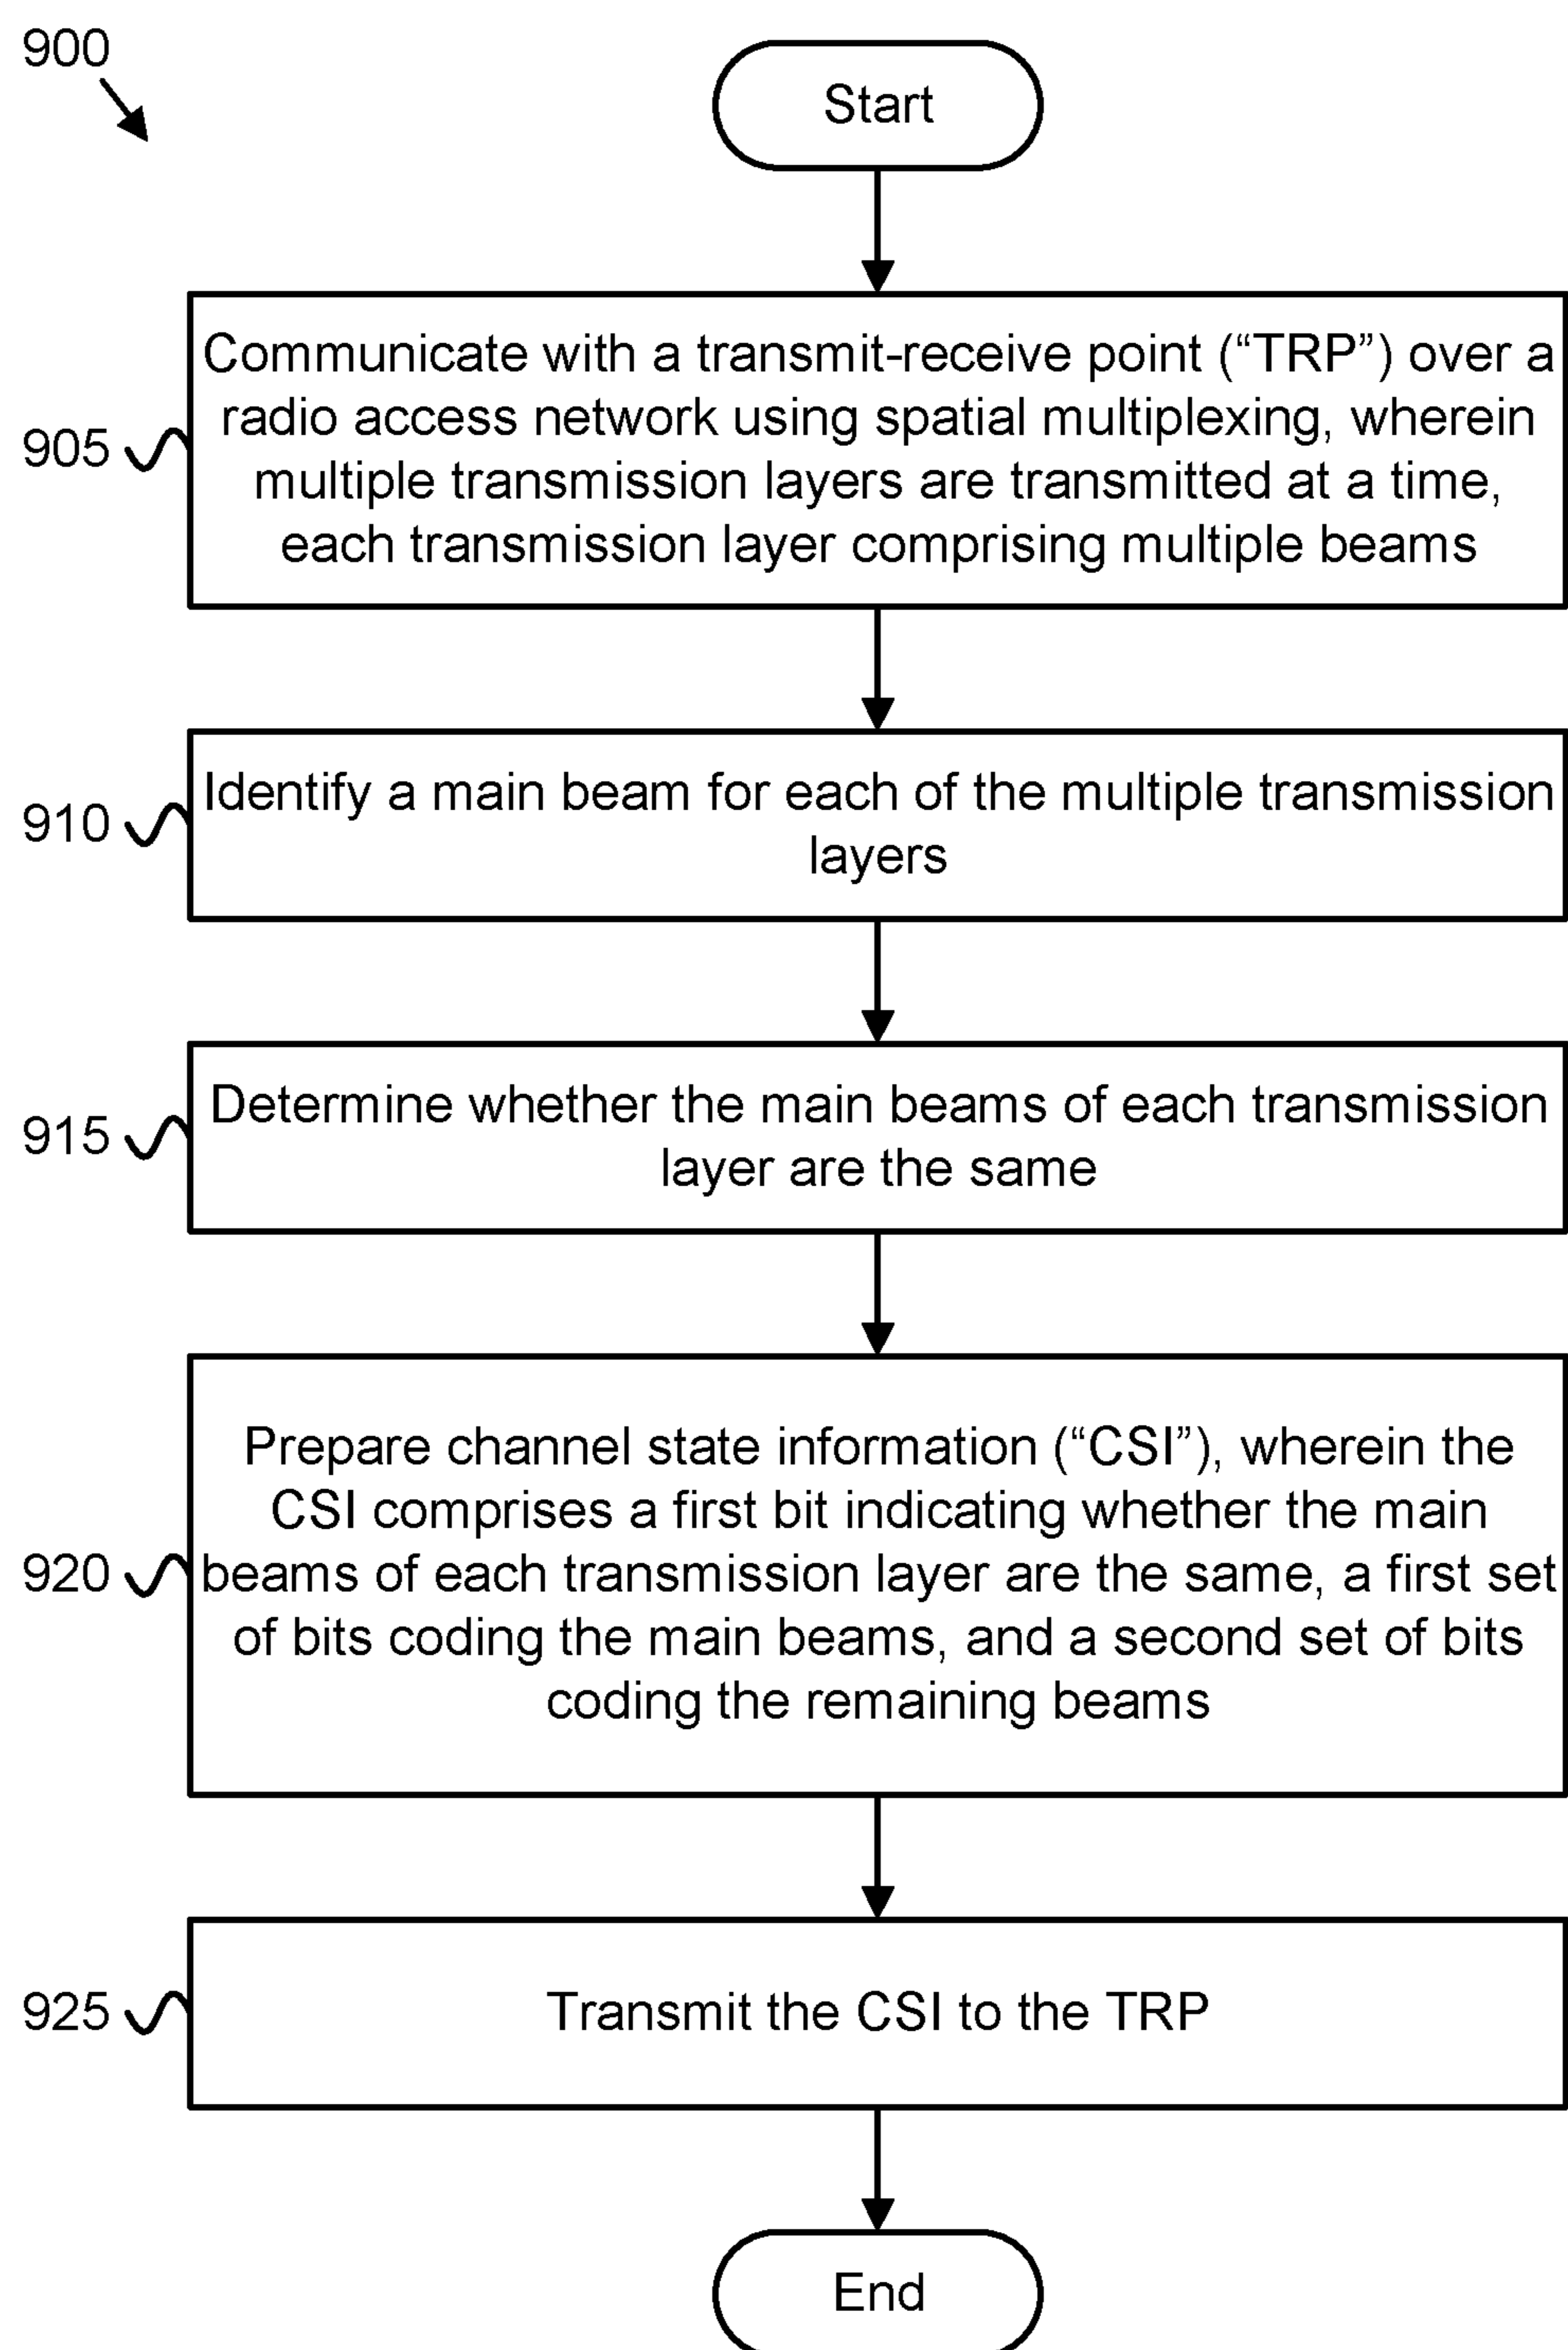 900
Start
905
Communicate with a transmit-receive point (“TRP”) over a
radio access network using spatial multiplexing, wherein
multiple transmission layers are transmitted at a time,
each transmission layer comprising multiple beams
910
Identify a main beam for each of the multiple transmission
layers
915
Determine whether the main beams of each transmission
layer are the same
920
Prepare channel state information (“CSI”), wherein the
CSI comprises a first bit indicating whether the main
beams of each transmission layer are the same, a first set
of bits coding the main beams, and a second set of bits
coding the remaining beams
925
Transmit the CSI to the TRP
End